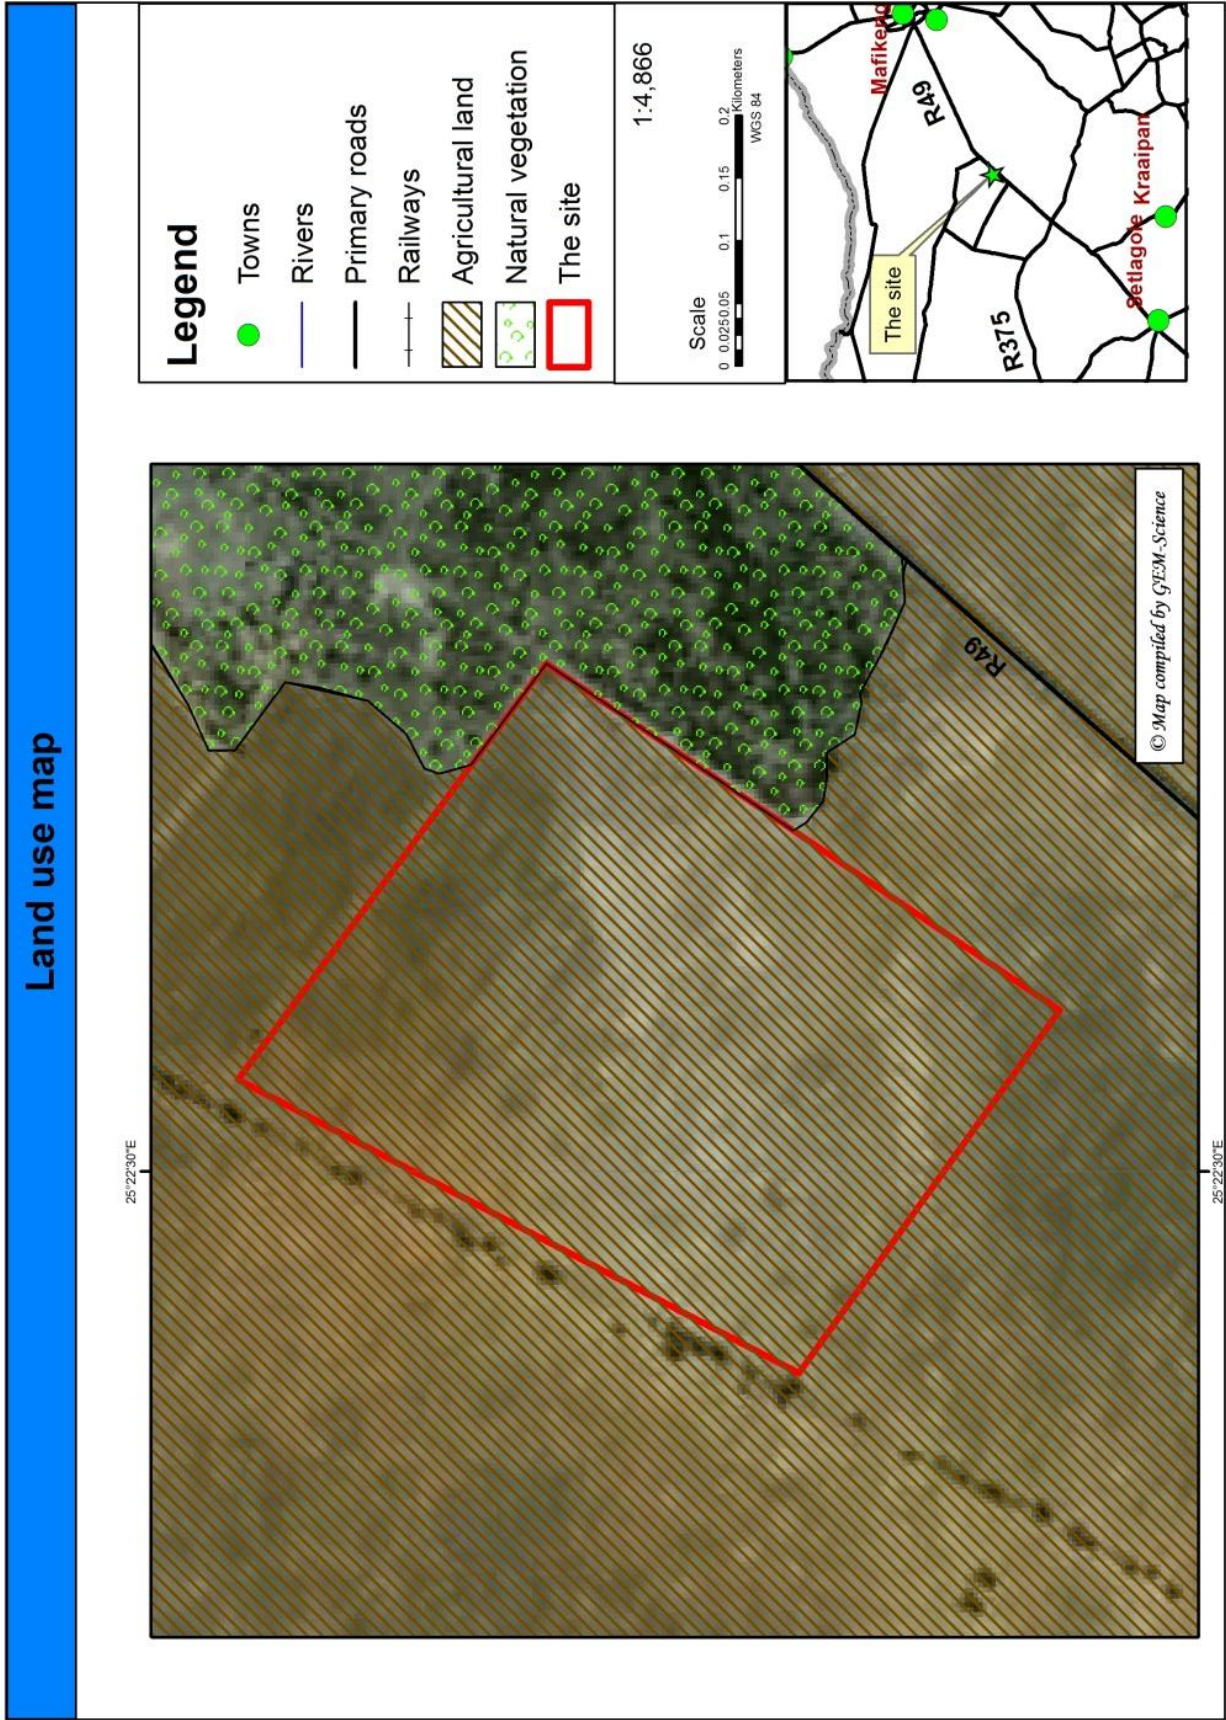 Land use map
25°22'30"E
25°22'30"E
R49
© Map compiled by GEM-Science
Legend
Towns
Rivers
Primary roads
Railways
Agricultural land
Natural vegetation
The site
1:4,866
Scale
0 0.025 0.05 0.1 0.15 0.2
Kilometers
WGS 84
Mafikeng
R49
The site
R375
Setlagole Kraaipan